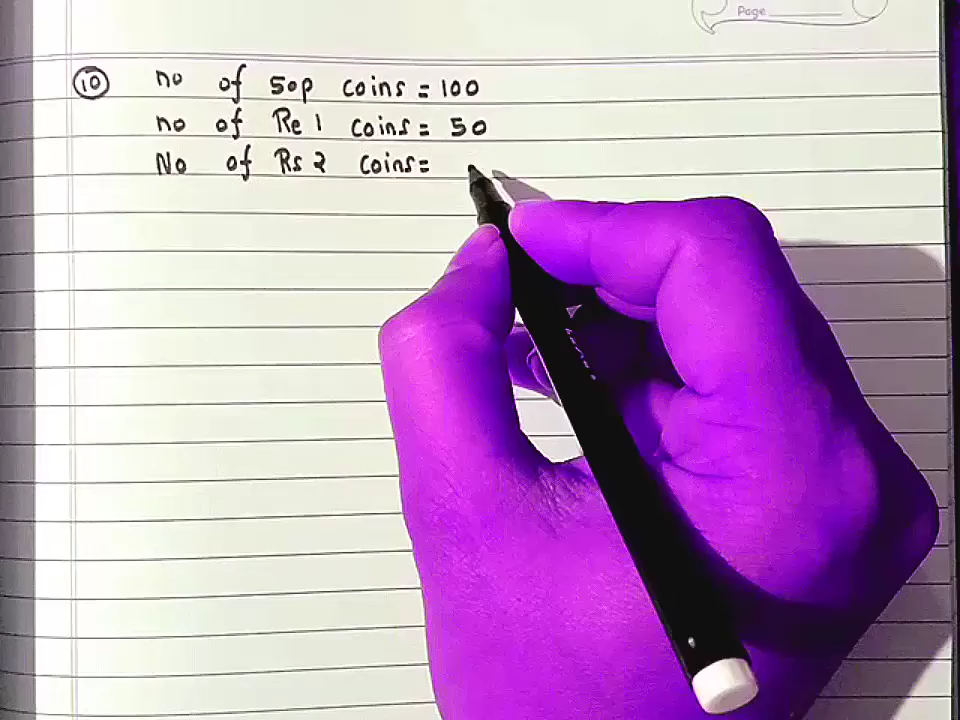 Page
10 no of 50p coins = 100
no of Re 1 coins = 50
No of Rs 2 coins =